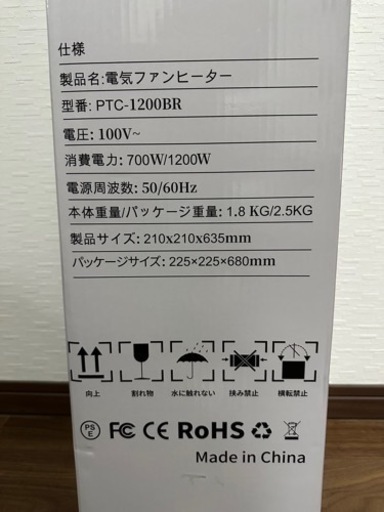 仕様
製品名:電気ファンヒーター
型番: PTC-1200BR
電圧: 100V~
消費電力: 700W/1200W
電源周波数: 50/60Hz
本体重量/パッケージ重量: 1.8 KG/2.5KG
製品サイズ: 210x210x635mm
パッケージサイズ: 225×225×680mm
向上 割れ物 水に触れない 挟み禁止 横転禁止
PS E FC CE RoHS
Made in China